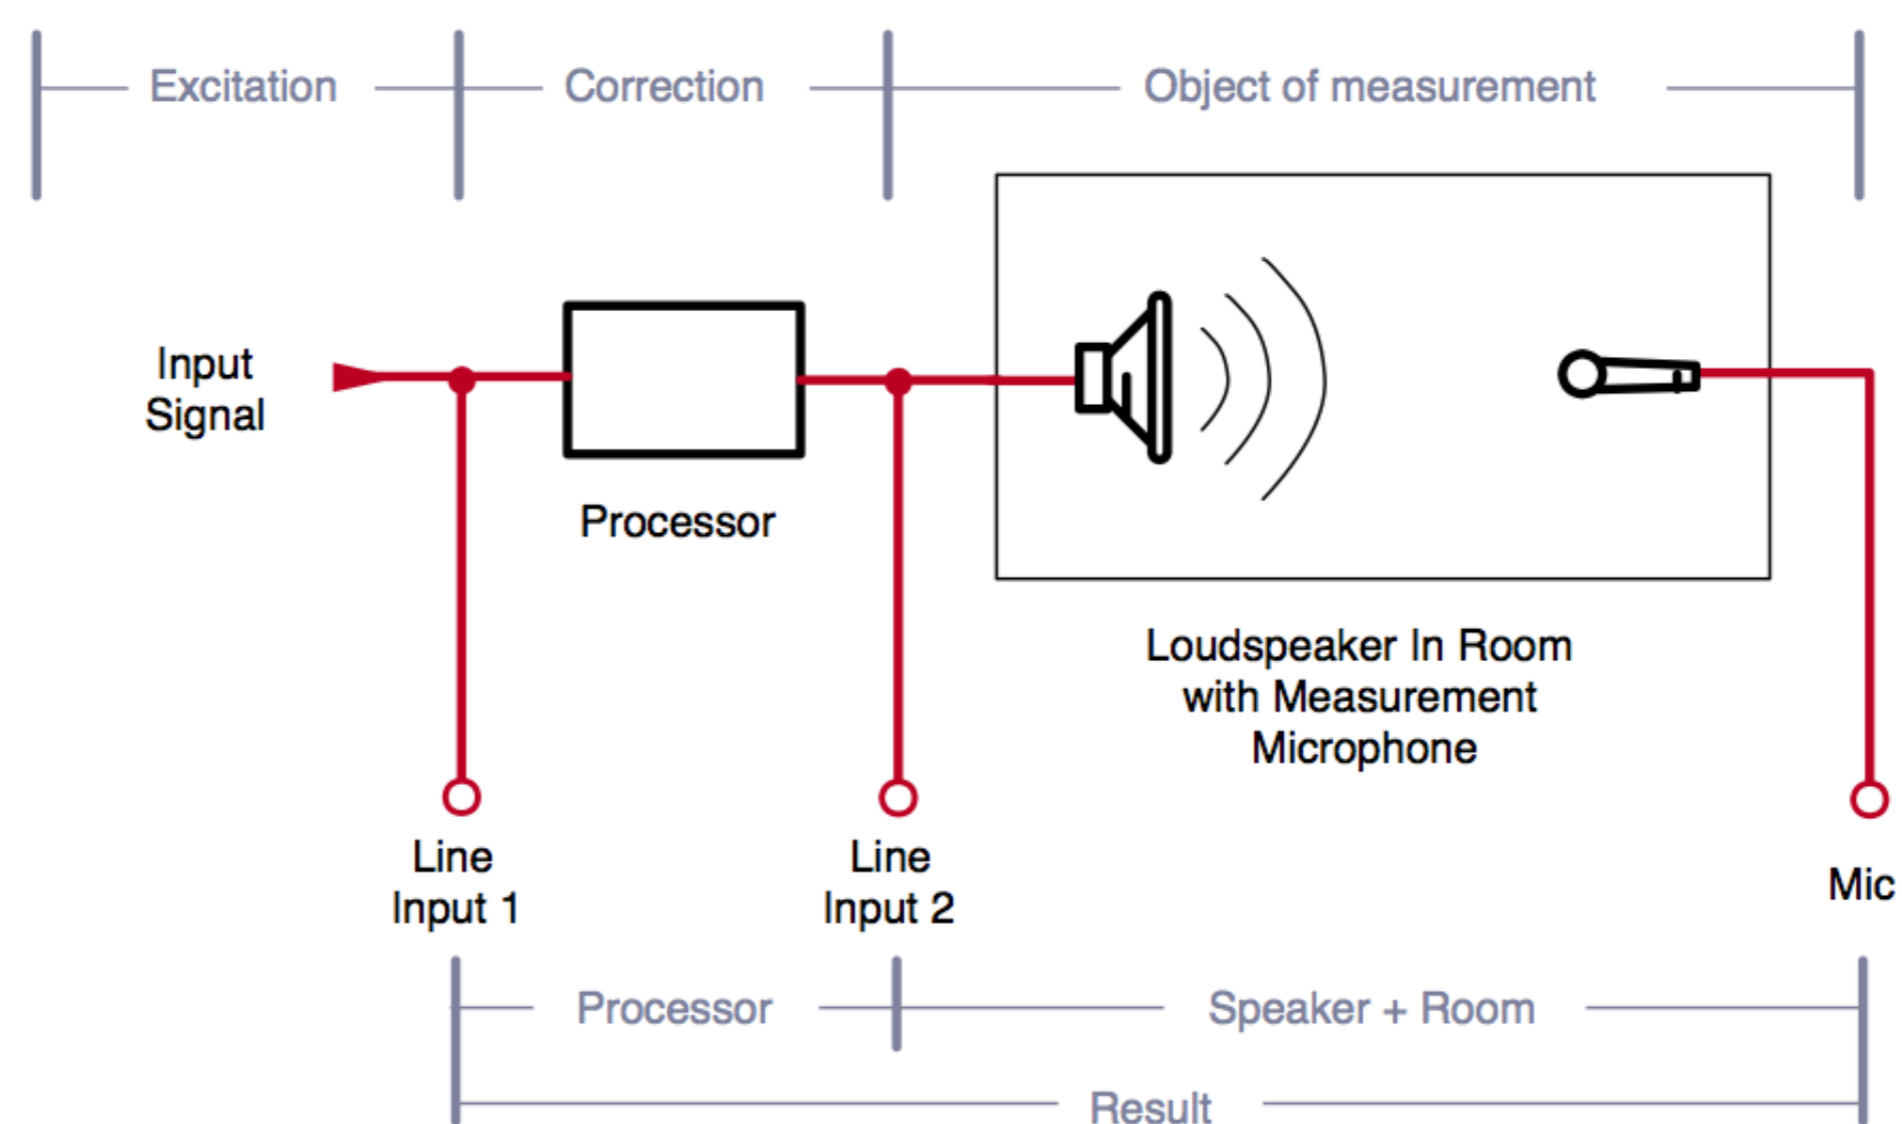 Excitation
Correction
Object of measurement
Input
Signal
Processor
Loudspeaker In Room
with Measurement
Microphone
Line
Input 1
Line
Input 2
Mic
Processor
Speaker + Room
Result